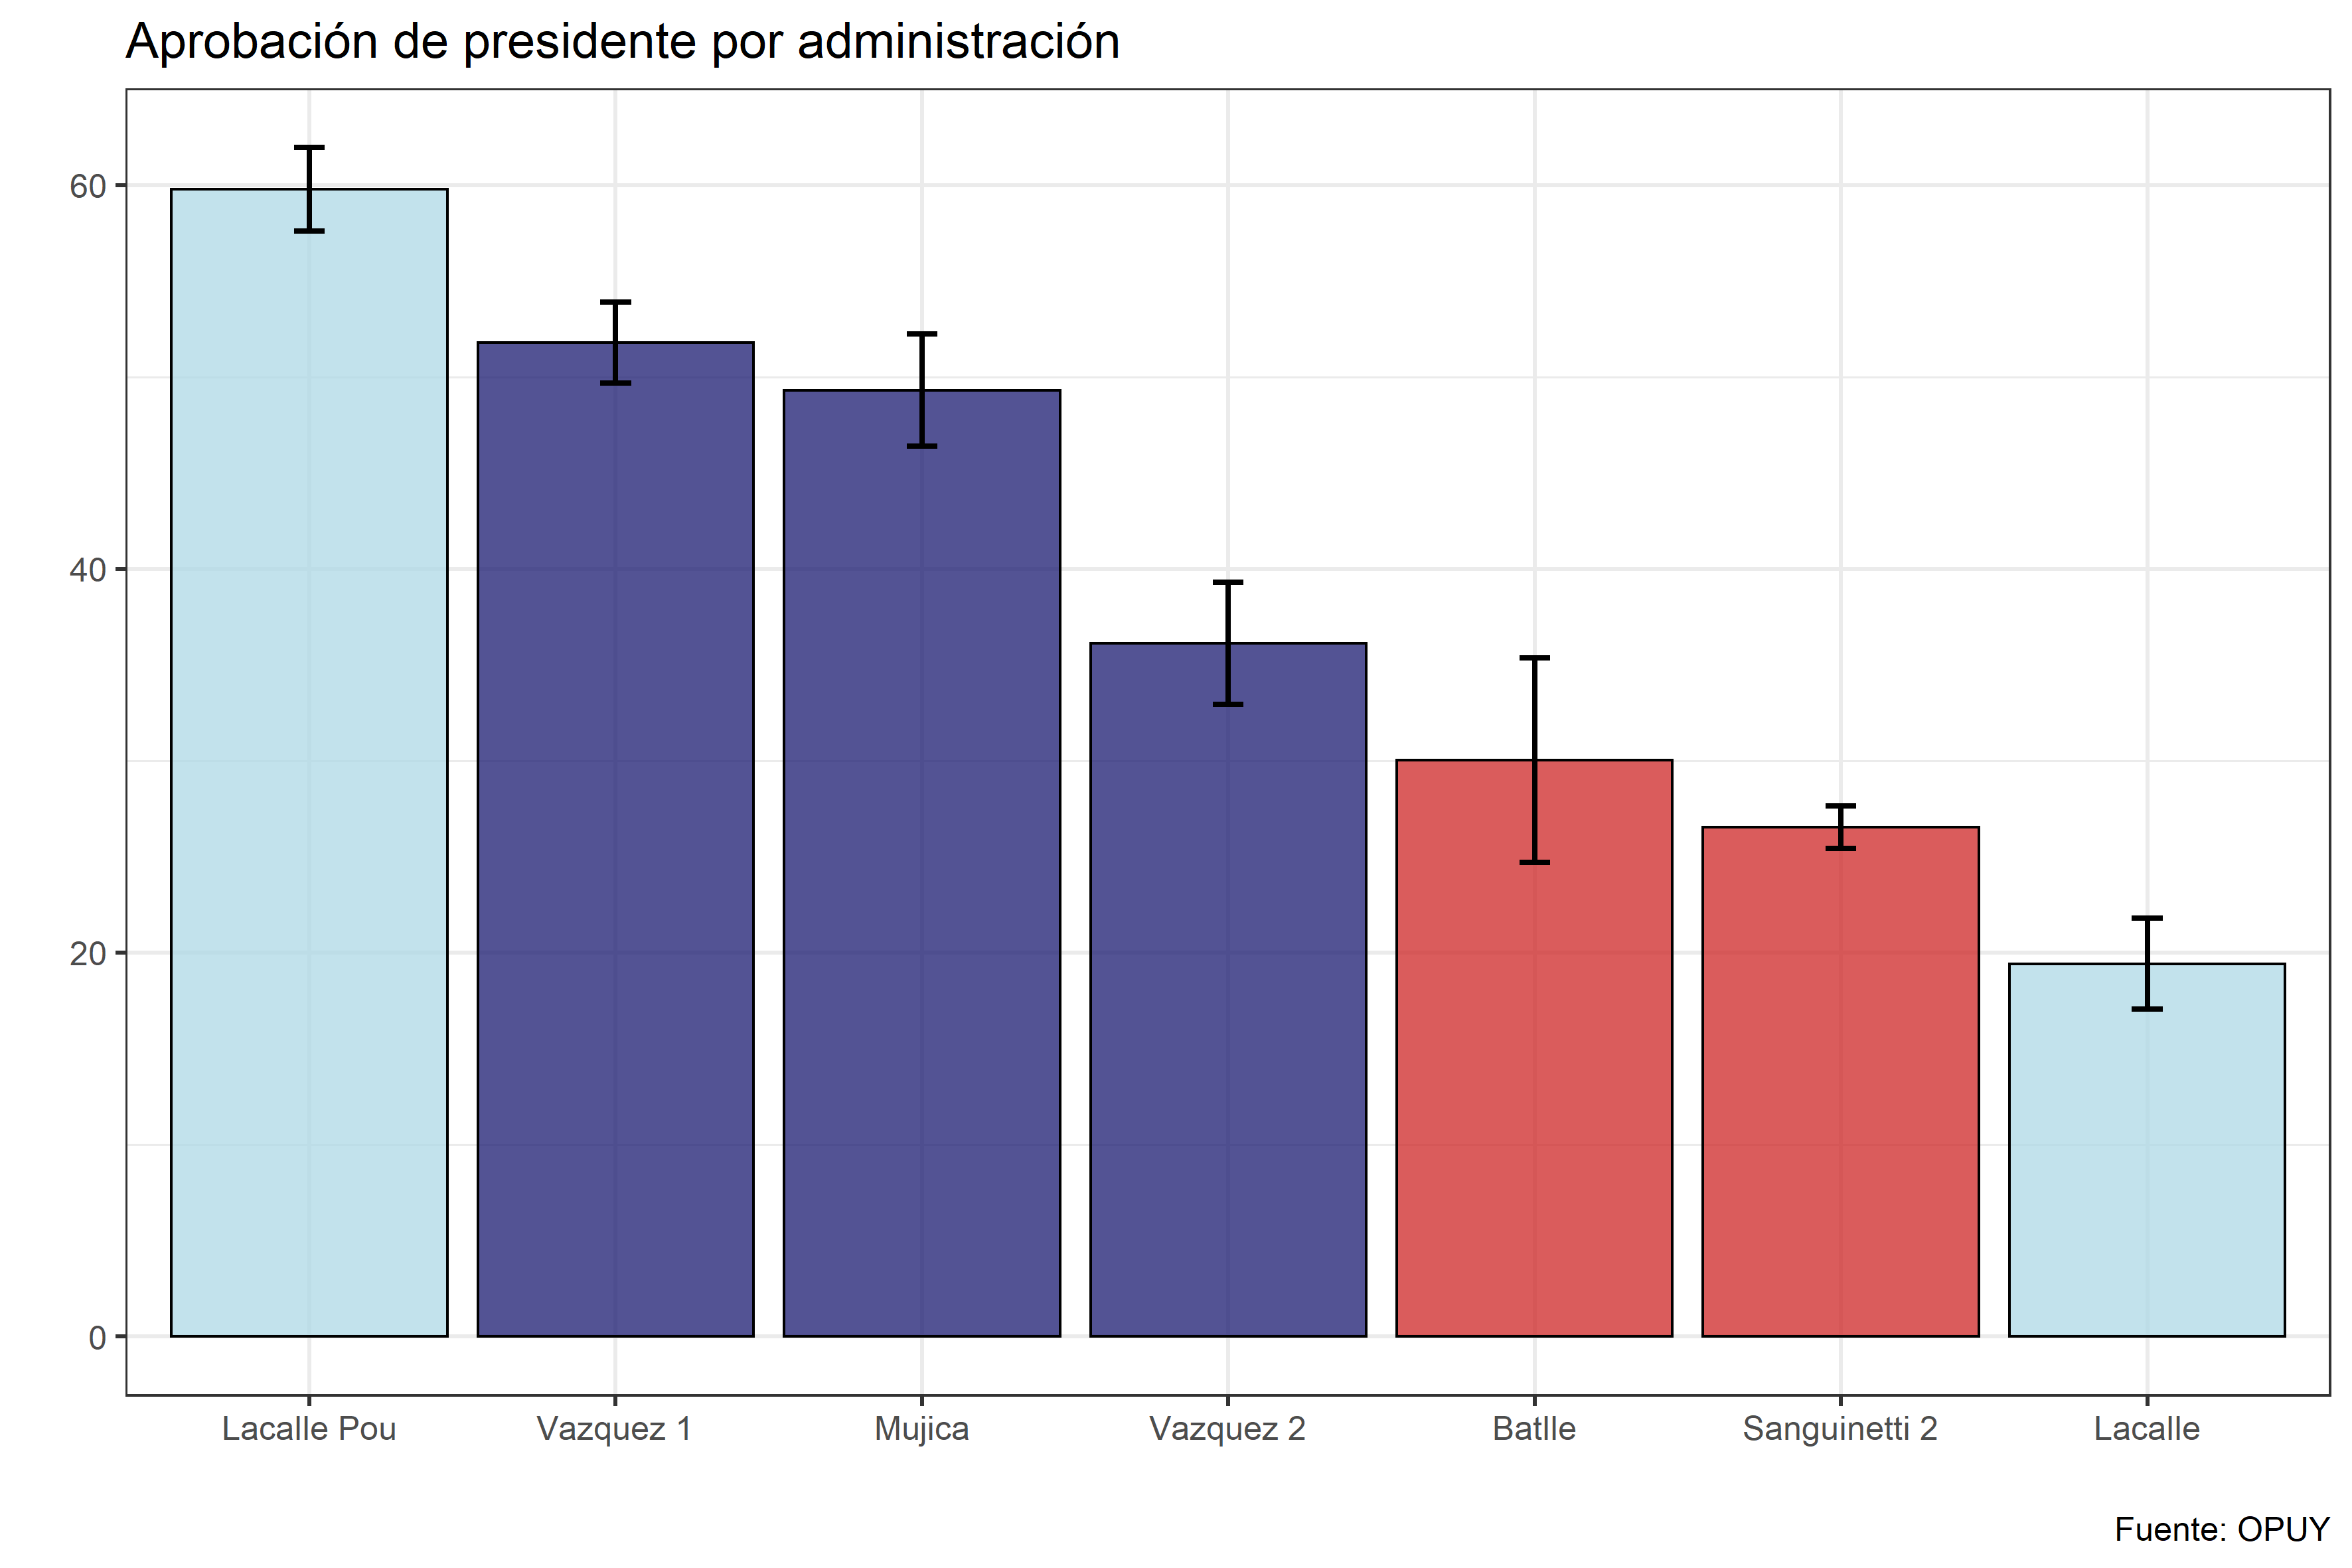 Aprobación de presidente por administración
60
40
20
0
Lacalle Pou Vazquez 1 Mujica Vazquez 2 Batlle Sanguinetti 2 Lacalle
Fuente: OPUY